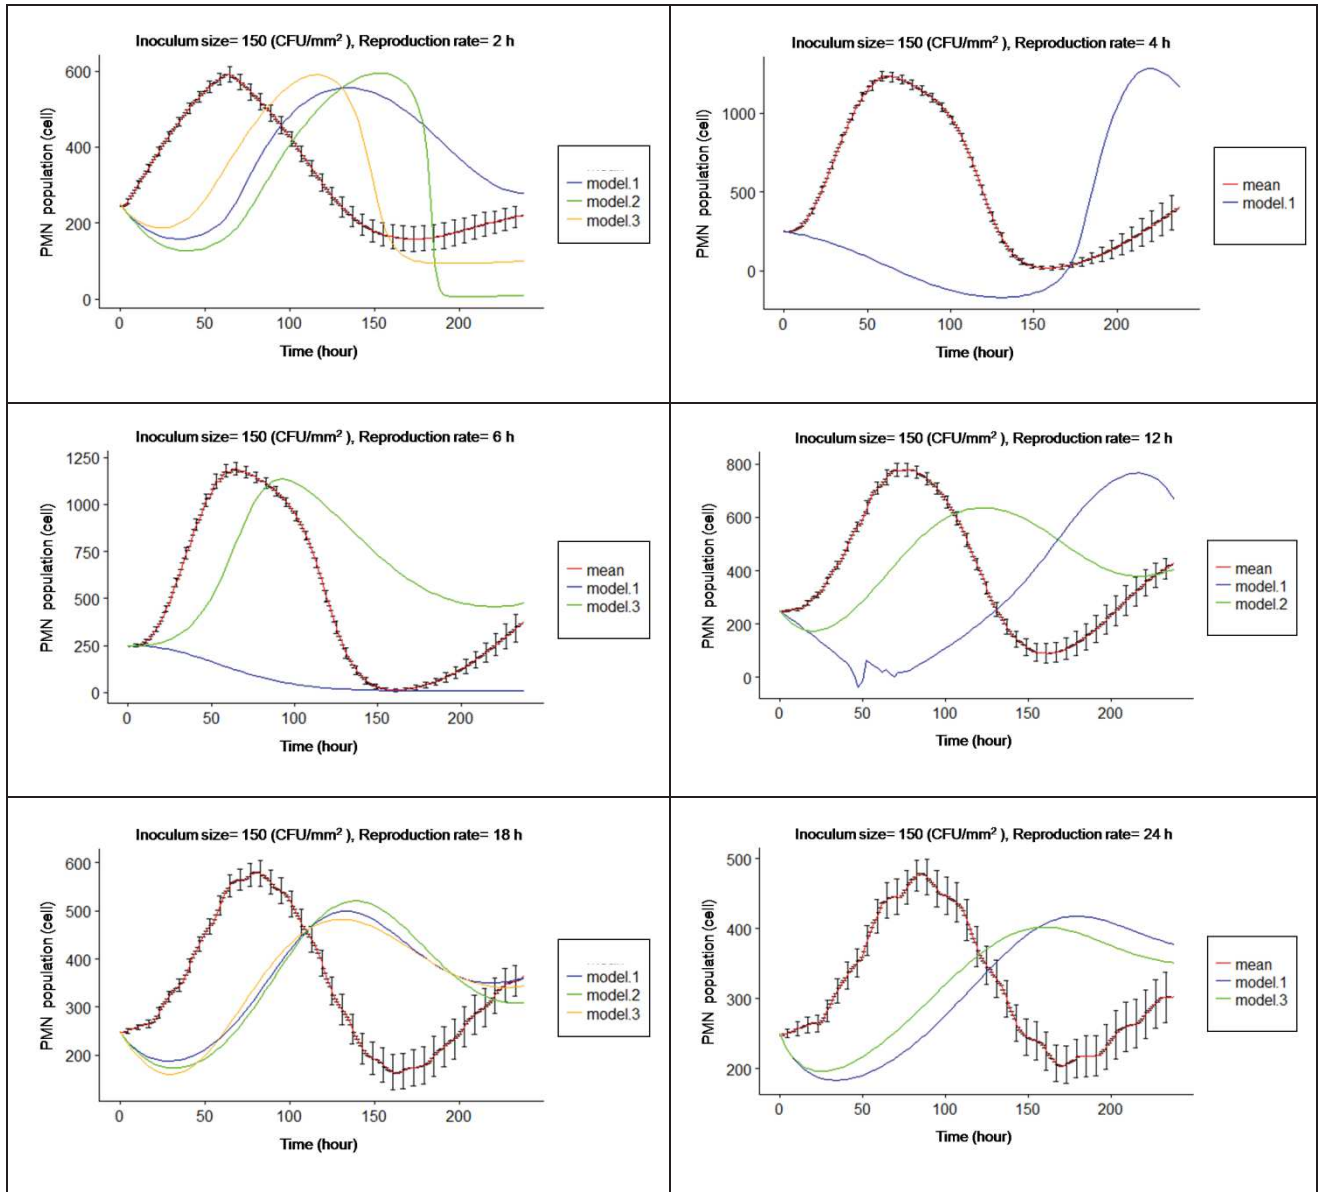 Inoculum size= 150 (CFU/mm²), Reproduction rate= 2 h
PMN population (cell)
600
400
200
0
0 50 100 150 200
Time (hour)
model.1
model.2
model.3
Inoculum size= 150 (CFU/mm²), Reproduction rate= 4 h
PMN population (cell)
1000
500
0
0 50 100 150 200
Time (hour)
mean
model.1
Inoculum size= 150 (CFU/mm²), Reproduction rate= 6 h
PMN population (cell)
1250
1000
750
500
250
0
0 50 100 150 200
Time (hour)
mean
model.1
model.3
Inoculum size= 150 (CFU/mm²), Reproduction rate= 12 h
PMN population (cell)
800
600
400
200
0
0 50 100 150 200
Time (hour)
mean
model.1
model.2
Inoculum size= 150 (CFU/mm²), Reproduction rate= 18 h
PMN population (cell)
600
500
400
300
200
0 50 100 150 200
Time (hour)
model.1
model.2
model.3
Inoculum size= 150 (CFU/mm²), Reproduction rate= 24 h
PMN population (cell)
500
400
300
200
0 50 100 150 200
Time (hour)
mean
model.1
model.3